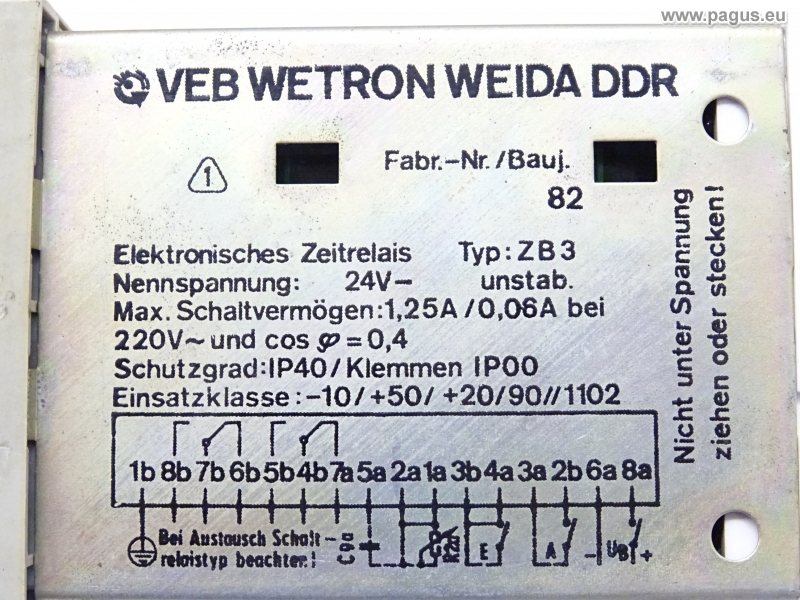 www.pagus.eu
VEB WETRON WEIDA DDR
1
Fabr.-Nr./Bauj.
82
Elektronisches Zeitrelais Typ: ZB3
Nennspannung: 24V- unstab.
Max. Schaltvermögen: 1,25A/0,06A bei
220V~ und cos φ = 0,4
Schutzgrad: IP40/Klemmen IP00
Einsatzklasse: -10/+50/+20/90//1102
1b 8b 7b 6b 5b 4b 7a 5a 2a 1a 3b 4a 3a 2b 6a 8a
Bei Austausch Schalt-
relaistyp beachten!
E A - UB +
Nicht unter Spannung
ziehen oder stecken!